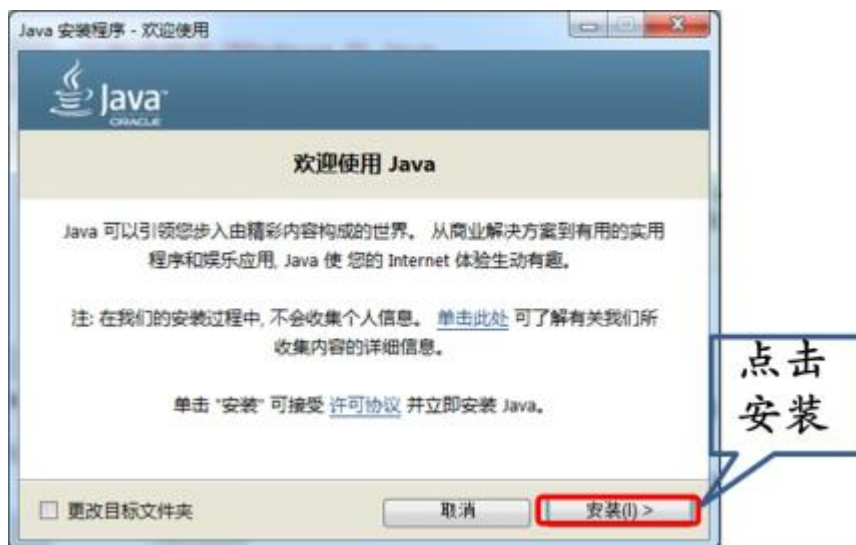 Java 安装程序 - 欢迎使用
Java
ORACLE
欢迎使用 Java
Java 可以引领您步入由精彩内容构成的世界。 从商业解决方案到有用的实用
程序和娱乐应用, Java 使 您的 Internet 体验生动有趣。
注: 在我们的安装过程中, 不会收集个人信息。 单击此处 可了解有关我们所
收集内容的详细信息。
单击 "安装" 可接受 许可协议 并立即安装 Java。
点击
安装
更改目标文件夹
取消
安装(I) >